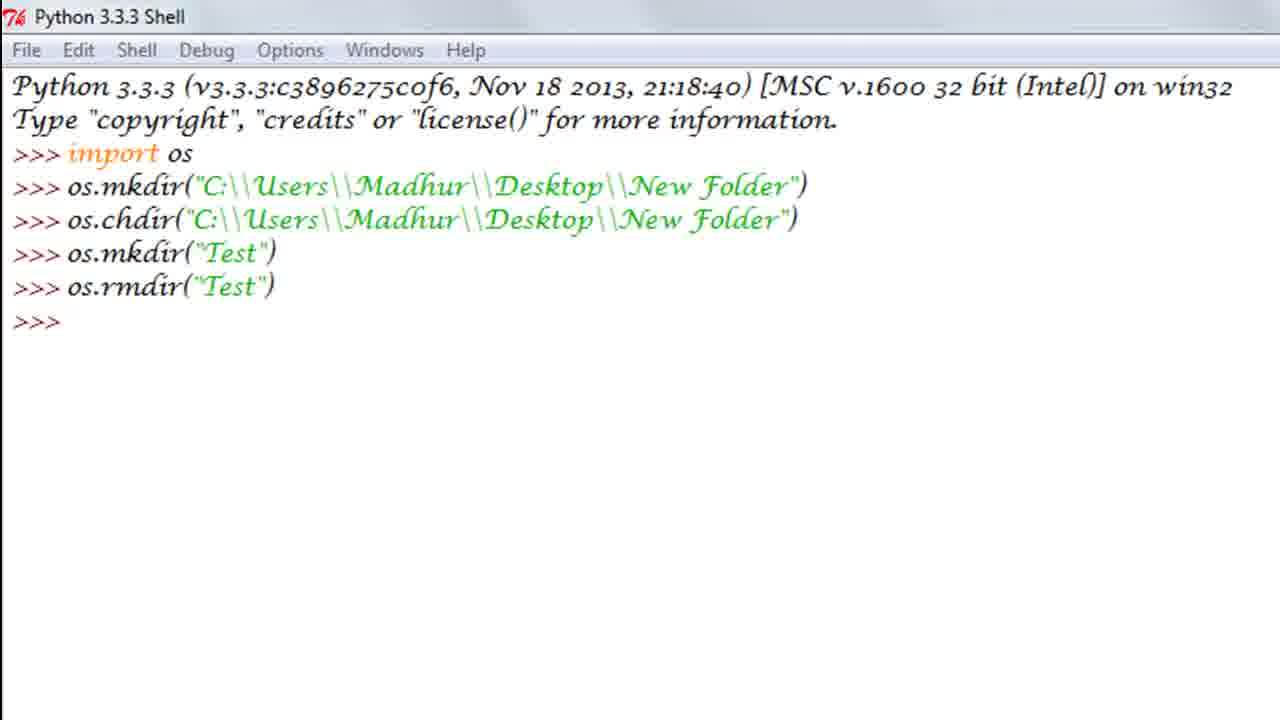 Python 3.3.3 Shell
File Edit Shell Debug Options Windows Help
Python 3.3.3 (v3.3.3:c3896275c0f6, Nov 18 2013, 21:18:40) [MSC v.1600 32 bit (Intel)] on win32
Type "copyright", "credits" or "license()" for more information.
>>> import os
>>> os.mkdir("C:\\Users\\Madhur\\Desktop\\New Folder")
>>> os.chdir("C:\\Users\\Madhur\\Desktop\\New Folder")
>>> os.mkdir("Test")
>>> os.rmdir("Test")
>>>